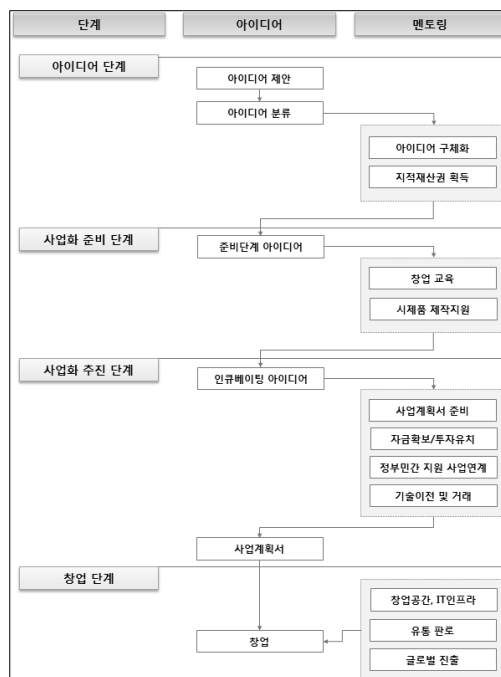 단계
아이디어
멘토링
아이디어 단계
아이디어 제안
아이디어 분류
아이디어 구체화
지적재산권 획득
사업화 준비 단계
준비단계 아이디어
창업 교육
시제품 제작지원
사업화 추진 단계
인큐베이팅 아이디어
사업계획서 준비
자금확보/투자유치
정부민간 지원 사업연계
기술이전 및 거래
사업계획서
창업 단계
창업공간, IT인프라
유통 판로
창업
글로벌 진출